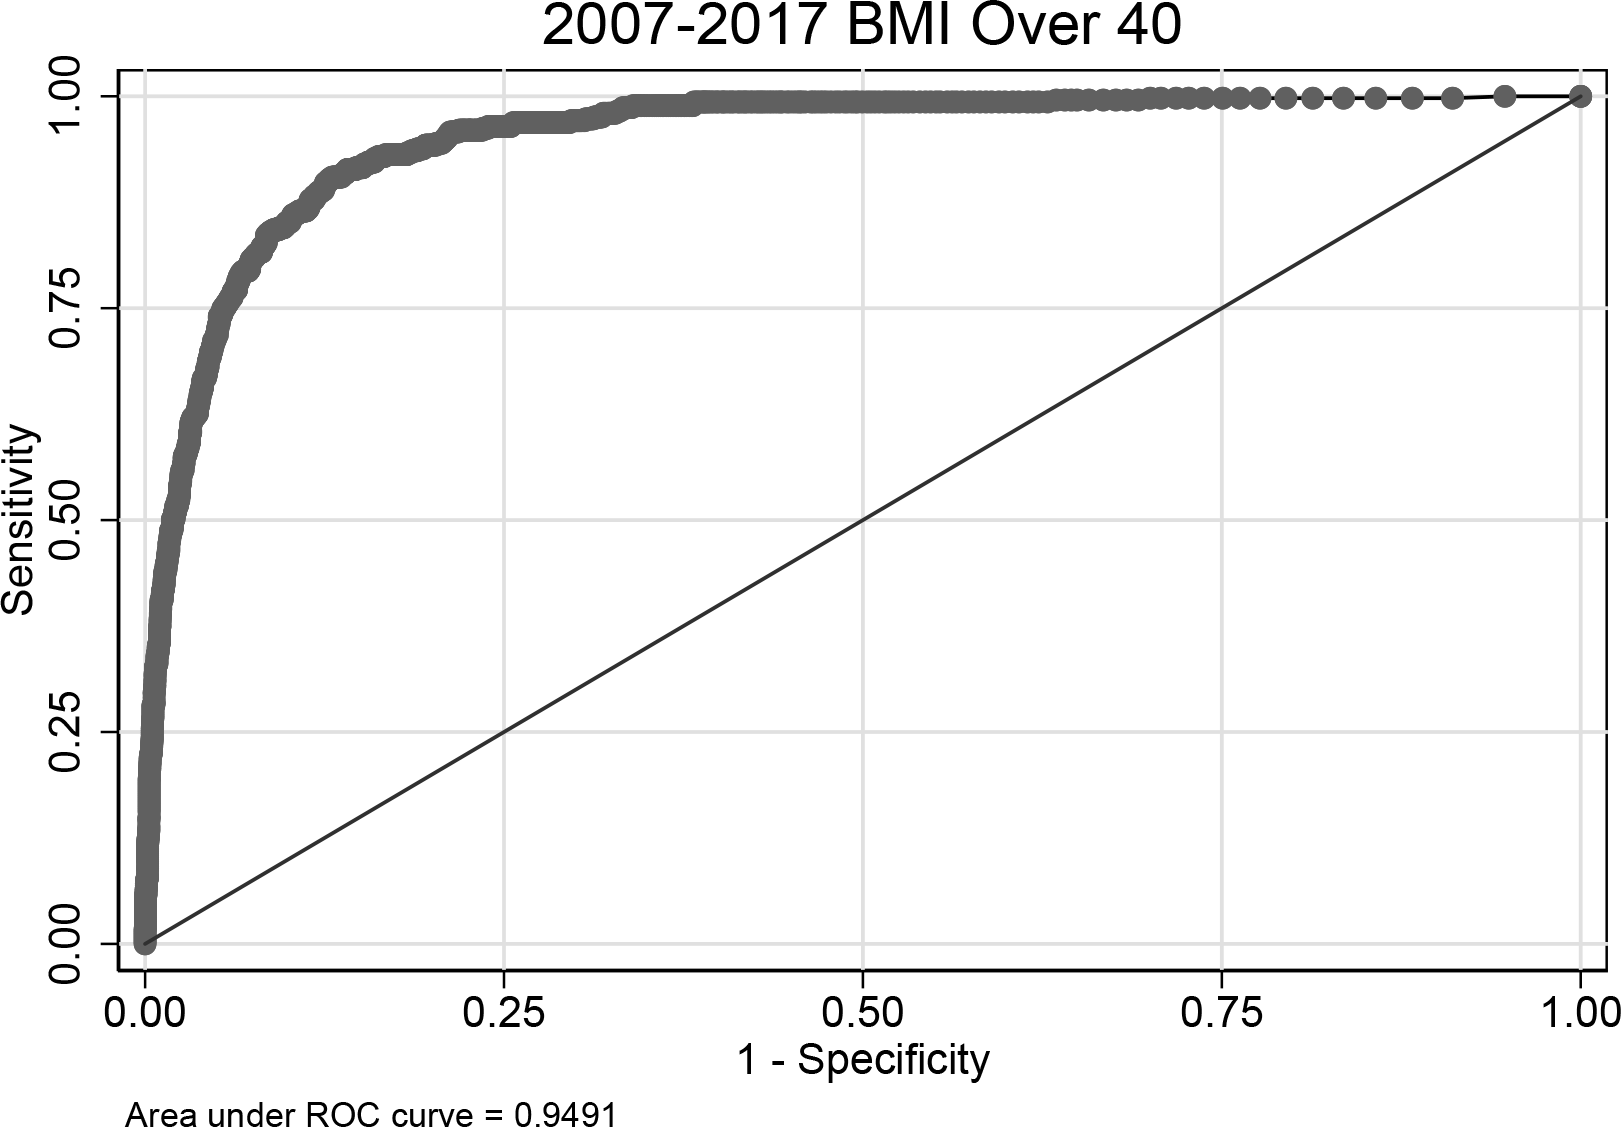 2007-2017 BMI Over 40
1.00
0.75
0.50
0.25
0.00
Sensitivity
0.00 0.25 0.50 0.75 1.00
1 - Specificity
Area under ROC curve = 0.9491